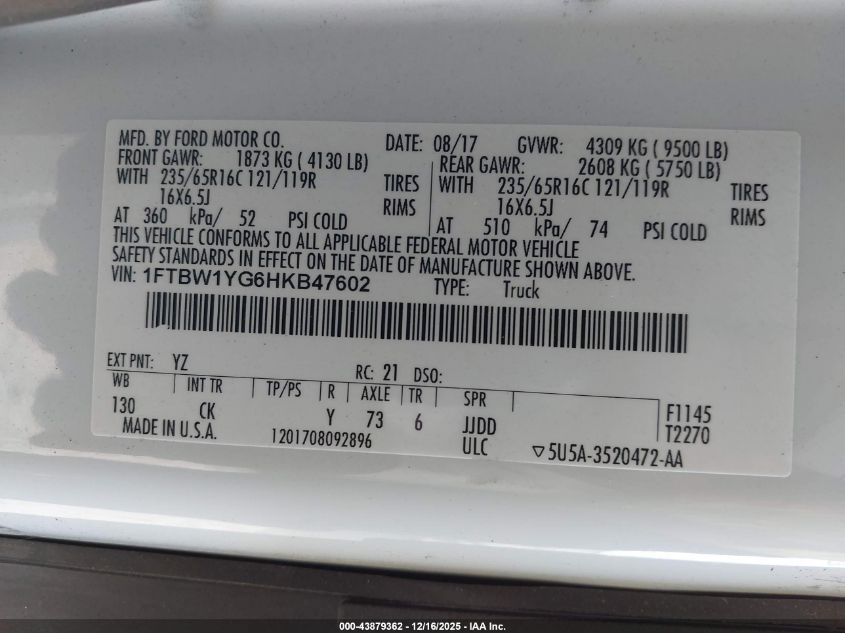 MFD. BY FORD MOTOR CO. DATE: 08/17 GVWR: 4309 KG ( 9500 LB)
FRONT GAWR: 1873 KG ( 4130 LB) REAR GAWR: 2608 KG ( 5750 LB)
WITH 235/65R16C 121/119R TIRES WITH 235/65R16C 121/119R TIRES
16X6.5J RIMS 16X6.5J RIMS
AT 360 kPa/ 52 PSI COLD AT 510 kPa/ 74 PSI COLD
THIS VEHICLE CONFORMS TO ALL APPLICABLE FEDERAL MOTOR VEHICLE
SAFETY STANDARDS IN EFFECT ON THE DATE OF MANUFACTURE SHOWN ABOVE.
VIN: 1FTBW1YG6HKB47602 TYPE: Truck
EXT PNT: YZ RC: 21 DSO:
WB INT TR TP/PS R AXLE TR SPR
130 CK Y 73 6 JJDD F1145
MADE IN U.S.A. 1201708092896 ULC ▽5U5A-3520472-AA T2270
000-43879362 - 12/16/2025 - IAA Inc.